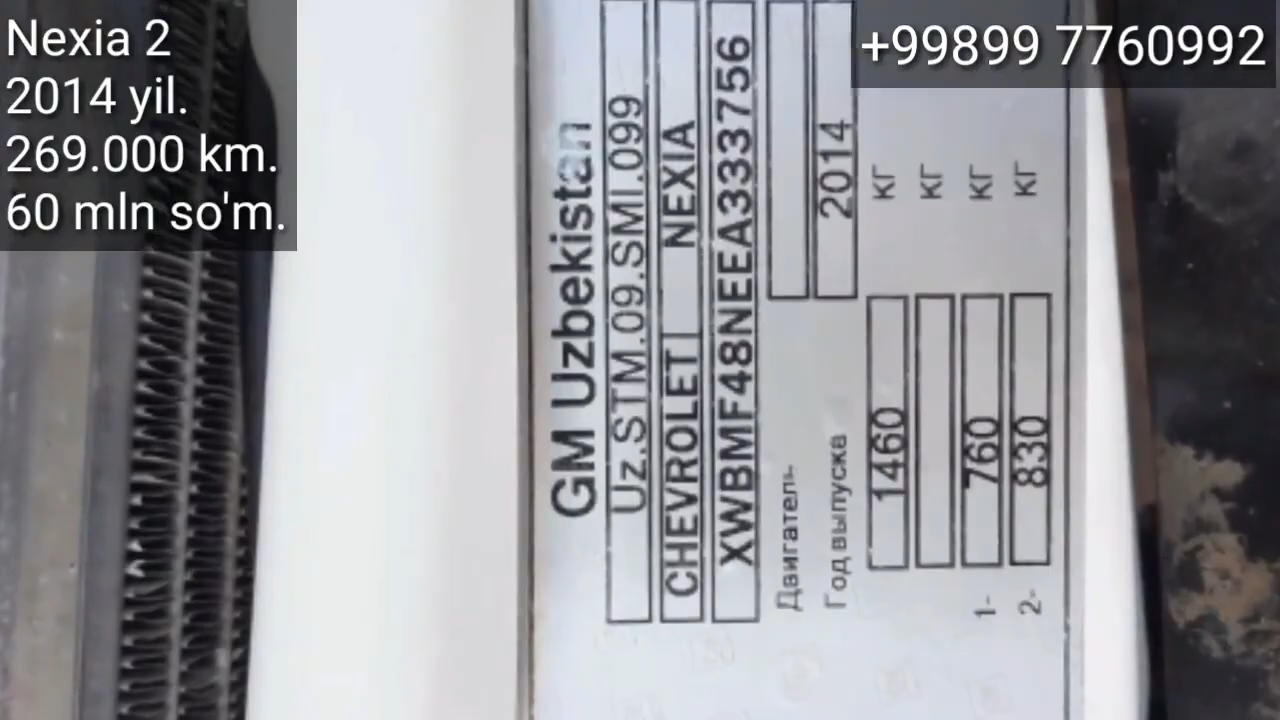 Nexia 2
2014 yil.
269.000 km.
60 mln so'm.
+99899 7760992
GM Uzbekistan
Uz.STM.09.SMI.099
CHEVROLET NEXIA
XWBMF48NEEA333756
Двигатель
Год выпуска 2014
1460 кг
кг
1- 760 кг
2- 830 кг